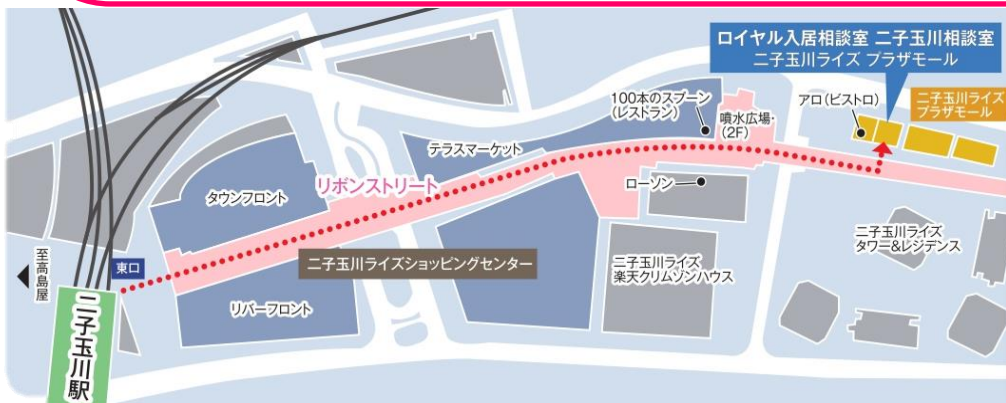 ロイヤル入居相談室 二子玉川相談室
二子玉川ライズ プラザモール
100本のスプーン
(レストラン)
噴水広場・
(2F)
アロ(ビストロ)
二子玉川ライズ
プラザモール
テラスマーケット
リボンストリート
タウンフロント
ローソン
二子玉川ライズ
タワー&レジデンス
二子玉川ライズショッピングセンター
二子玉川ライズ
楽天クリムゾンハウス
東口
至高島屋
リバーフロント
二子玉川駅